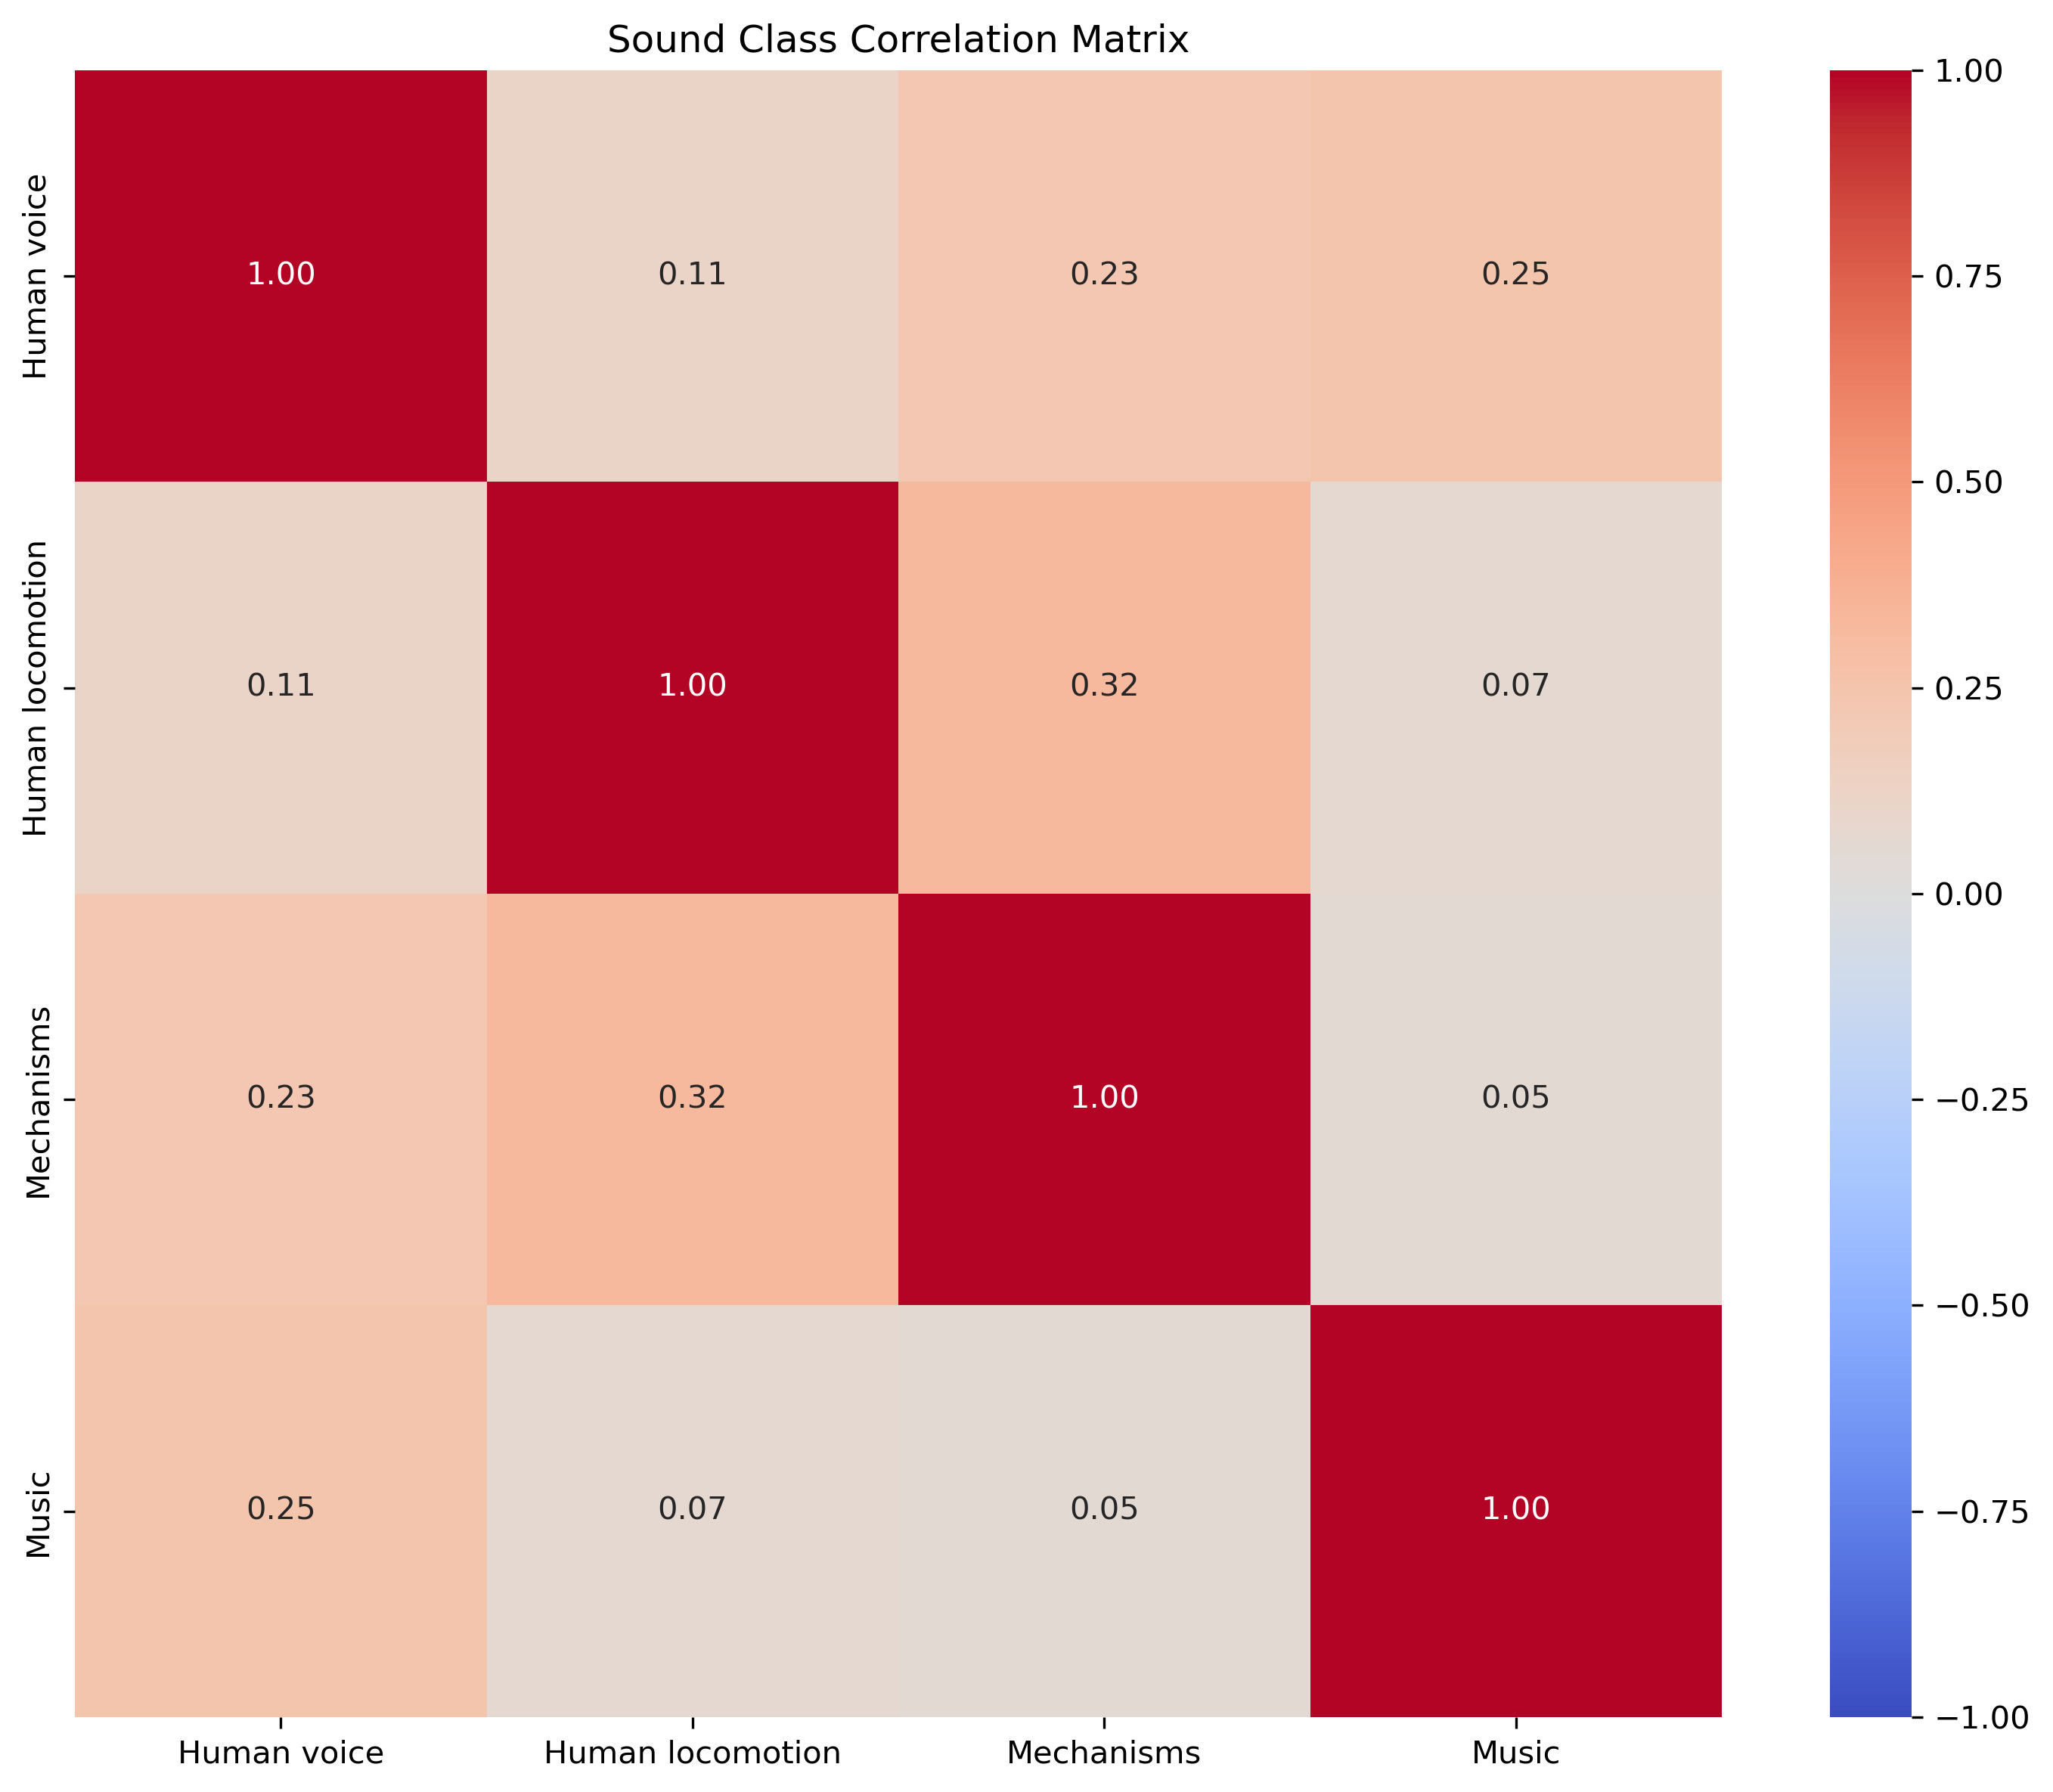 Sound Class Correlation Matrix
Human voice
1.00 0.11 0.23 0.25
Human locomotion
0.11 1.00 0.32 0.07
Mechanisms
0.23 0.32 1.00 0.05
Music
0.25 0.07 0.05 1.00
Human voice Human locomotion Mechanisms Music
1.00
0.75
0.50
0.25
0.00
−0.25
−0.50
−0.75
−1.00